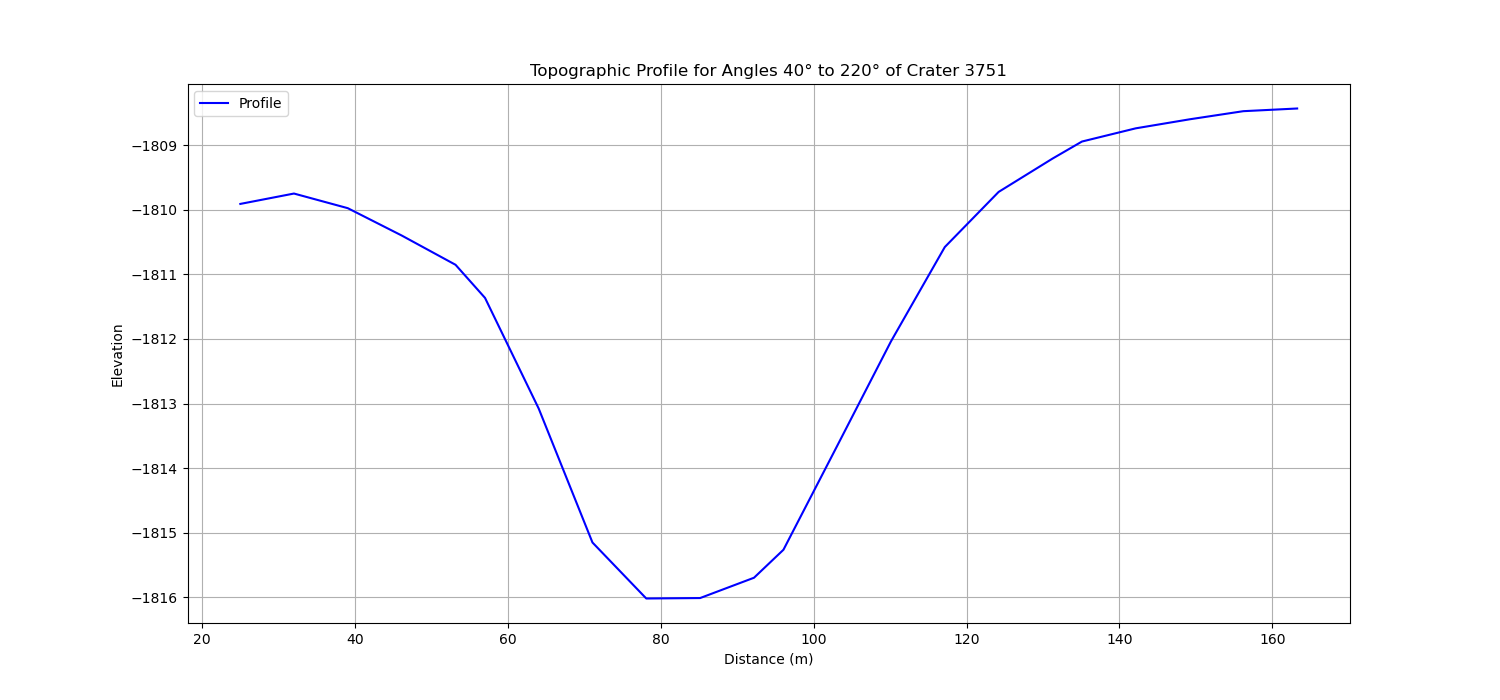 Topographic Profile for Angles 40° to 220° of Crater 3751
Profile
−1809
−1810
−1811
−1812
−1813
−1814
−1815
−1816
Elevation
20 40 60 80 100 120 140 160
Distance (m)